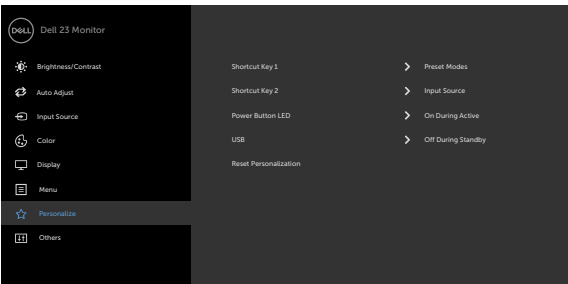 DELL Dell 23 Monitor
Brightness/Contrast
Auto Adjust
Input Source
Color
Display
Menu
Personalize
Others
Shortcut Key 1 Preset Modes
Shortcut Key 2 Input Source
Power Button LED On During Active
USB Off During Standby
Reset Personalization